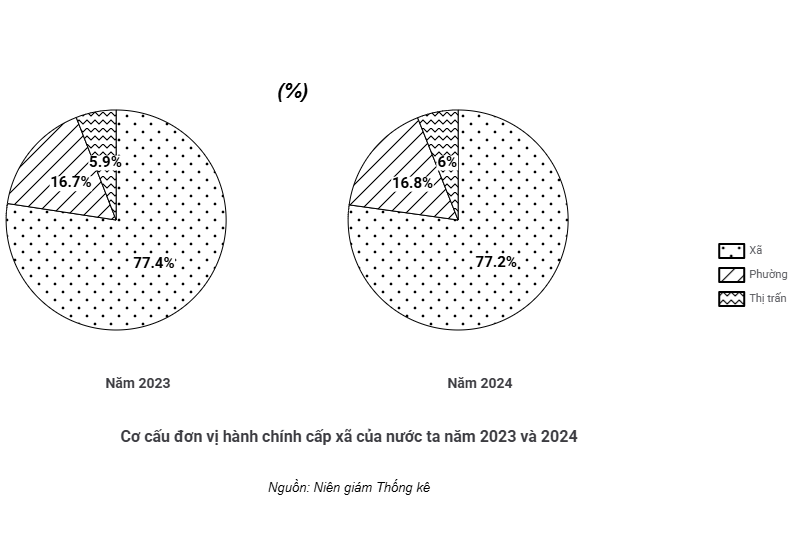 (%)
5.9%
16.7%
77.4%
6%
16.8%
77.2%
Xã
Phường
Thị trấn
Năm 2023
Năm 2024
Cơ cấu đơn vị hành chính cấp xã của nước ta năm 2023 và 2024
Nguồn: Niên giám Thống kê